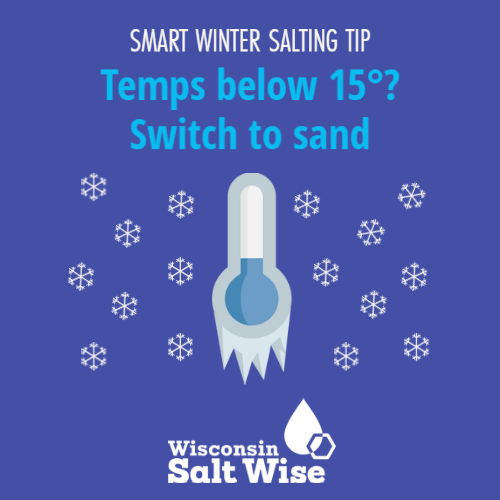 SMART WINTER SALTING TIP
Temps below 15°?
Switch to sand
Wisconsin
Salt Wise